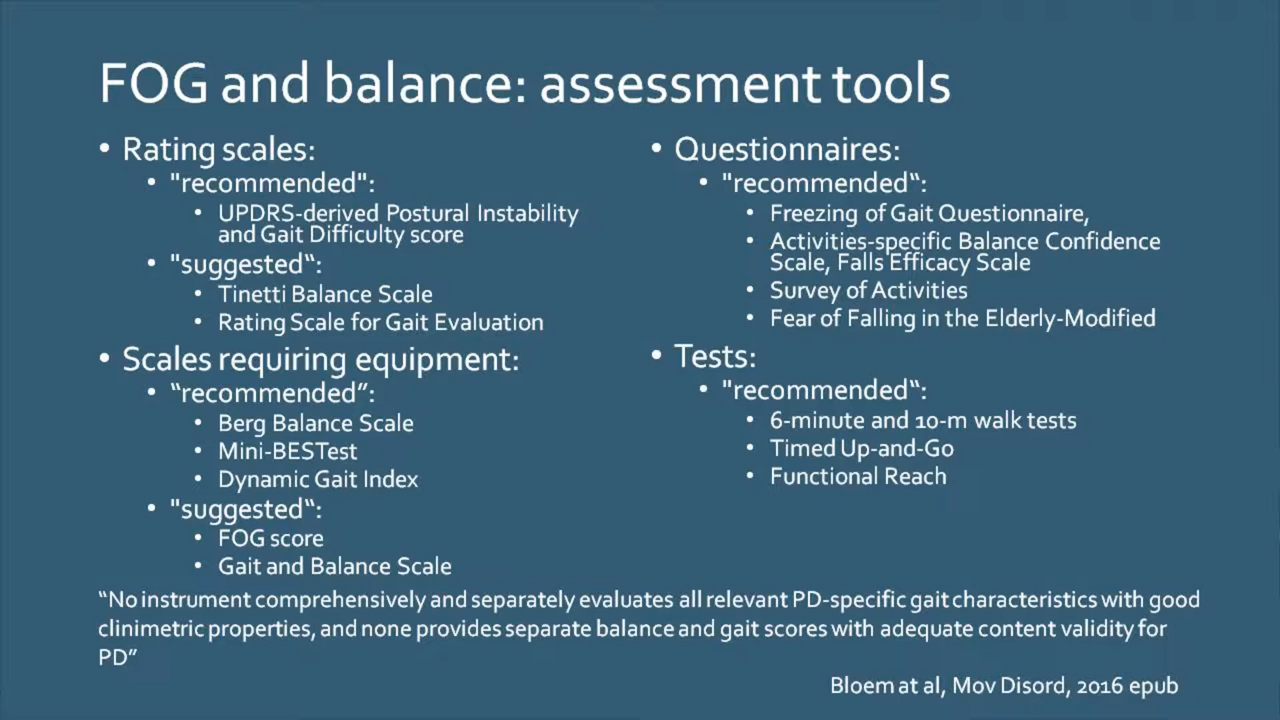 FOG and balance: assessment tools
• Rating scales:
• "recommended":
• UPDRS-derived Postural Instability
and Gait Difficulty score
• "suggested“:
• Tinetti Balance Scale
• Rating Scale for Gait Evaluation
• Scales requiring equipment:
• “recommended”:
• Berg Balance Scale
• Mini-BESTest
• Dynamic Gait Index
• "suggested“:
• FOG score
• Gait and Balance Scale
• Questionnaires:
• "recommended“:
• Freezing of Gait Questionnaire,
• Activities-specific Balance Confidence
Scale, Falls Efficacy Scale
• Survey of Activities
• Fear of Falling in the Elderly-Modified
• Tests:
• "recommended“:
• 6-minute and 10-m walk tests
• Timed Up-and-Go
• Functional Reach
“No instrument comprehensively and separately evaluates all relevant PD-specific gait characteristics with good
clinimetric properties, and none provides separate balance and gait scores with adequate content validity for
PD”
Bloem at al, Mov Disord, 2016 epub